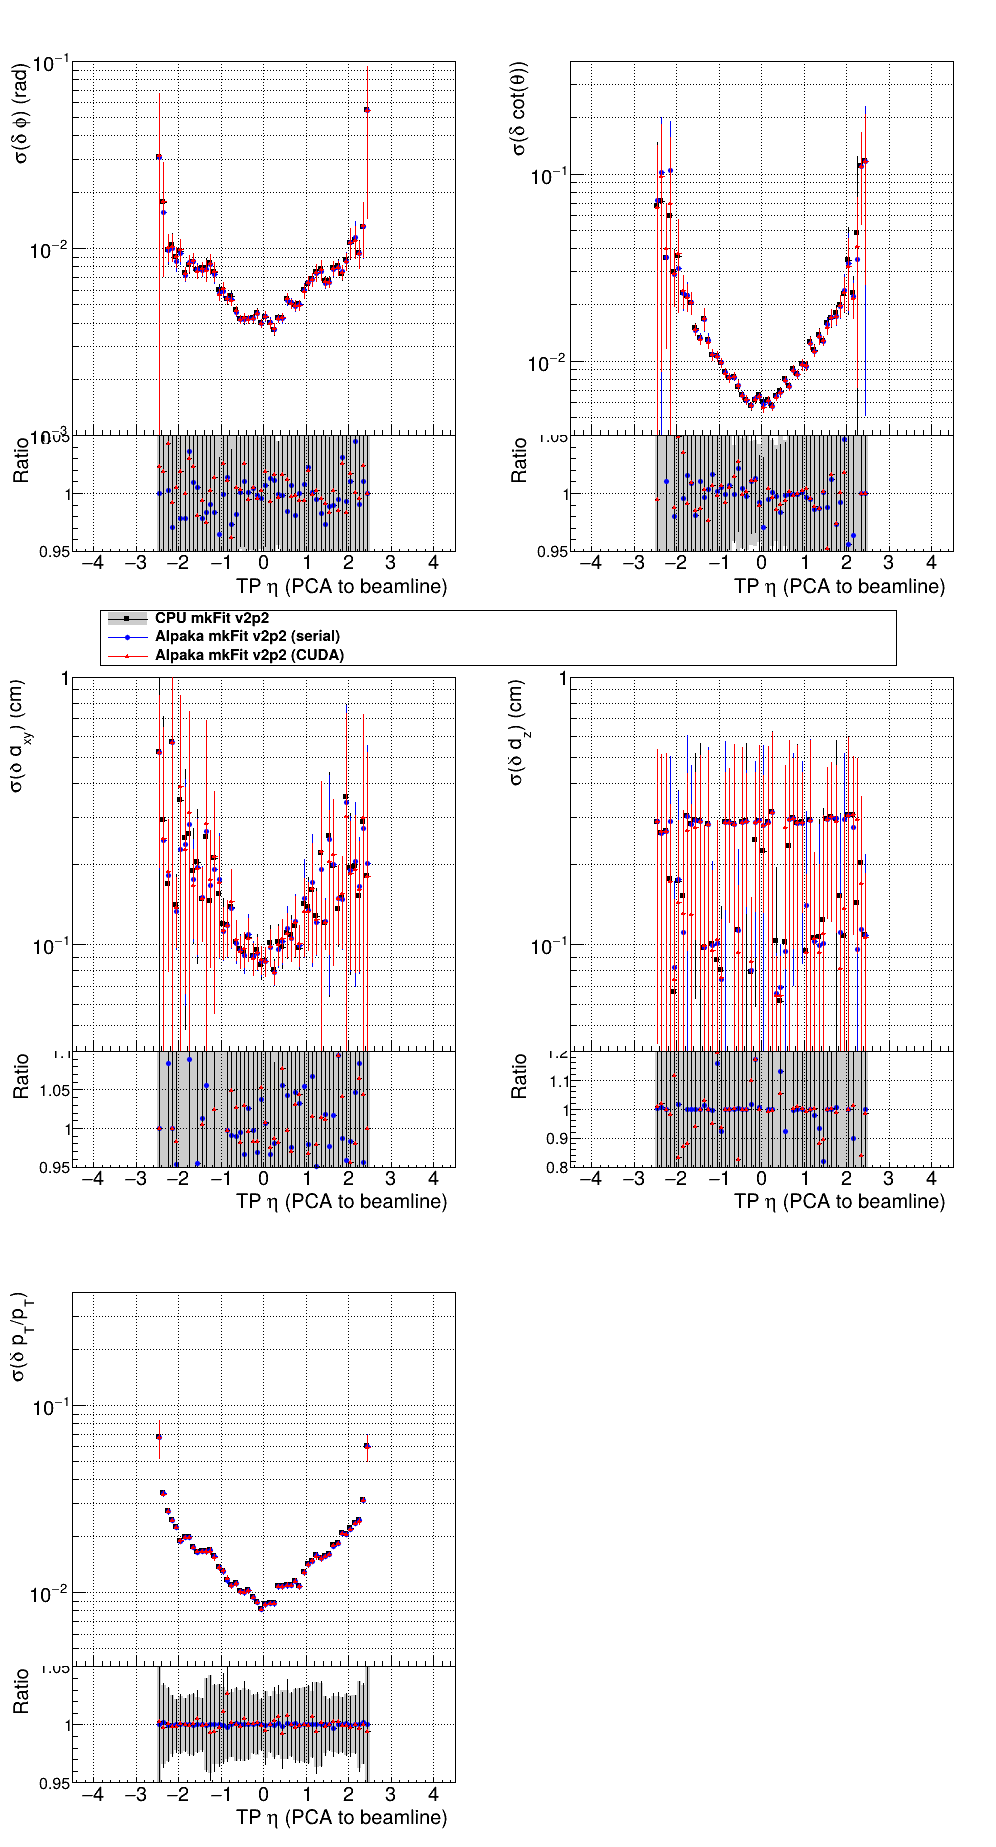 σ(δ φ) (rad)
10−1
10−2
10−3
Ratio
1.05
1
0.95
−4 −3 −2 −1 0 1 2 3 4
TP η (PCA to beamline)
σ(δ cot(θ))
10−1
10−2
Ratio
1.05
1
0.95
−4 −3 −2 −1 0 1 2 3 4
TP η (PCA to beamline)
CPU mkFit v2p2
Alpaka mkFit v2p2 (serial)
Alpaka mkFit v2p2 (CUDA)
σ(δ dxy) (cm)
1
10−1
Ratio
1.1
1.05
1
0.95
−4 −3 −2 −1 0 1 2 3 4
TP η (PCA to beamline)
σ(δ dz) (cm)
1
10−1
Ratio
1.2
1.1
1
0.9
0.8
−4 −3 −2 −1 0 1 2 3 4
TP η (PCA to beamline)
σ(δ pT/pT)
10−1
10−2
Ratio
1.05
1
0.95
−4 −3 −2 −1 0 1 2 3 4
TP η (PCA to beamline)